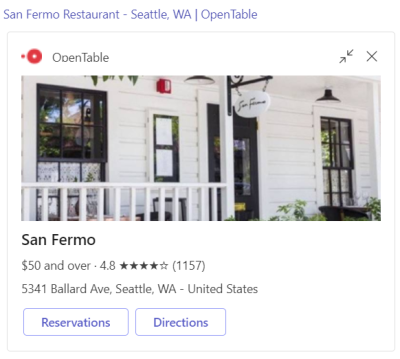 San Fermo Restaurant - Seattle, WA | OpenTable
OpenTable
San Fermo
San Fermo
$50 and over · 4.8 ★★★★☆ (1157)
5341 Ballard Ave, Seattle, WA - United States
Reservations
Directions